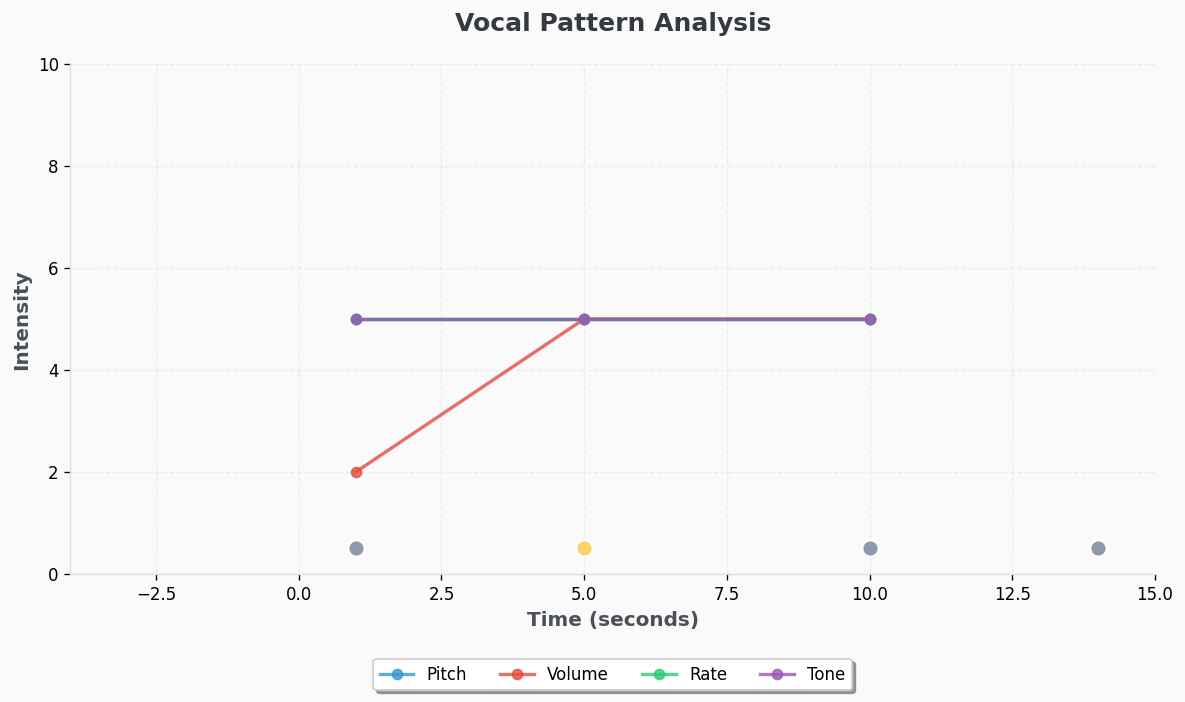 Vocal Pattern Analysis
10
8
6
4
2
0
Intensity
−2.5 0.0 2.5 5.0 7.5 10.0 12.5 15.0
Time (seconds)
Pitch Volume Rate Tone